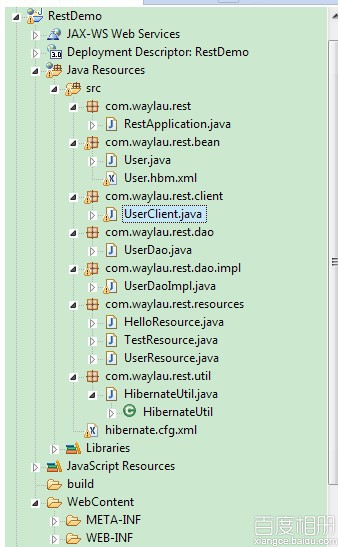 RestDemo
JAX-WS Web Services
Deployment Descriptor: RestDemo
Java Resources
src
com.waylau.rest
RestApplication.java
com.waylau.rest.bean
User.java
User.hbm.xml
com.waylau.rest.client
UserClient.java
com.waylau.rest.dao
UserDao.java
com.waylau.rest.dao.impl
UserDaoImpl.java
com.waylau.rest.resources
HelloResource.java
TestResource.java
UserResource.java
com.waylau.rest.util
HibernateUtil.java
HibernateUtil
hibernate.cfg.xml
Libraries
JavaScript Resources
build
WebContent
META-INF
WEB-INF
百度相册
xiangce.baidu.com